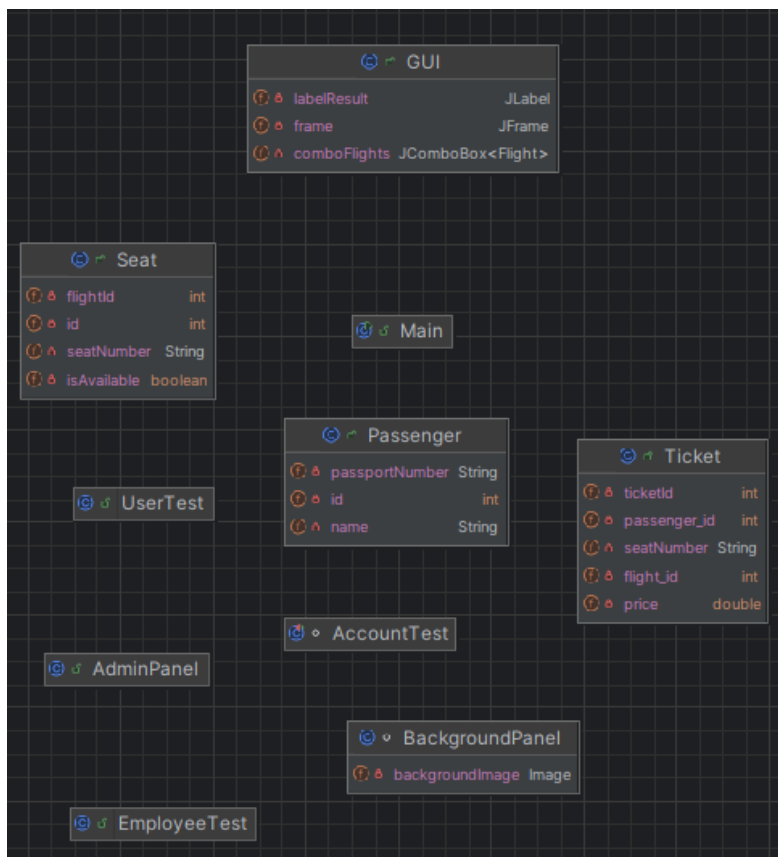 GUI
labelResult JLabel
frame JFrame
comboFlights JComboBox<Flight>
Seat
flightId int
id int
seatNumber String
isAvailable boolean
Main
Passenger
passportNumber String
id int
name String
Ticket
ticketId int
passenger_id int
seatNumber String
flight_id int
price double
UserTest
AccountTest
AdminPanel
BackgroundPanel
backgroundImage Image
EmployeeTest